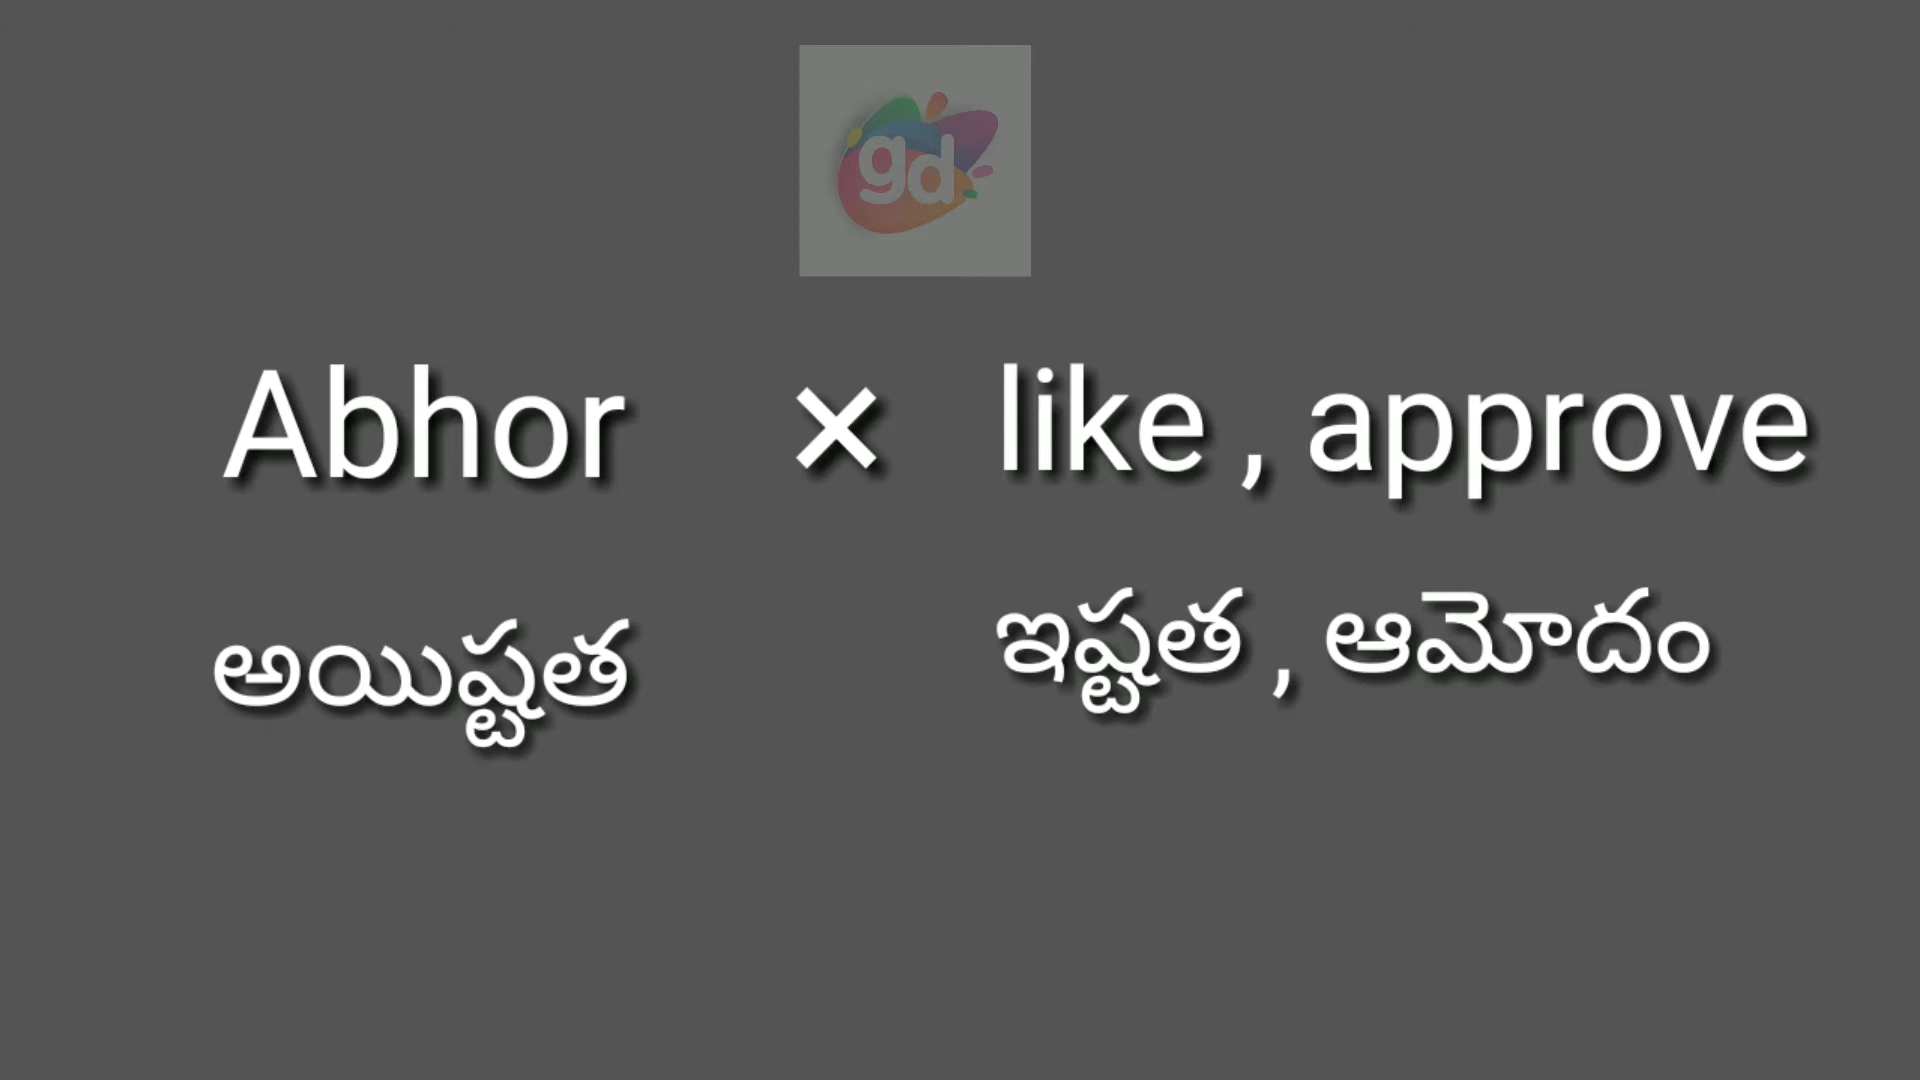 gd
Abhor × like , approve
అయిష్టత ఇష్టత , ఆమోదం